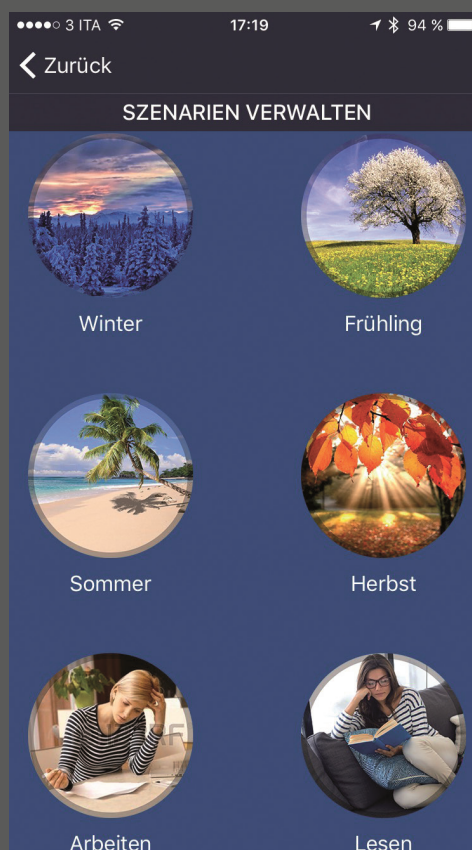 3 ITA 17:19 94 %
Zurück
SZENARIEN VERWALTEN
Winter Frühling
Sommer Herbst
Arbeiten Lesen